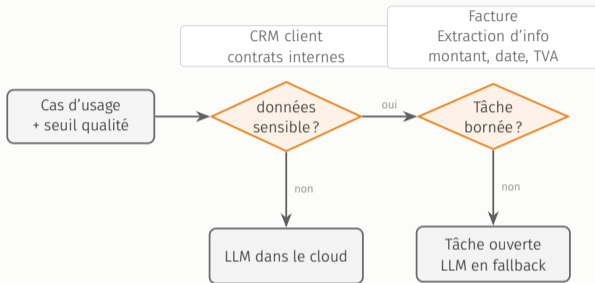 CRM client
contrats internes
Facture
Extraction d’info
montant, date, TVA
Cas d’usage
+ seuil qualité
données
sensible ?
oui
Tâche
bornée ?
non
non
LLM dans le cloud
Tâche ouverte
LLM en fallback